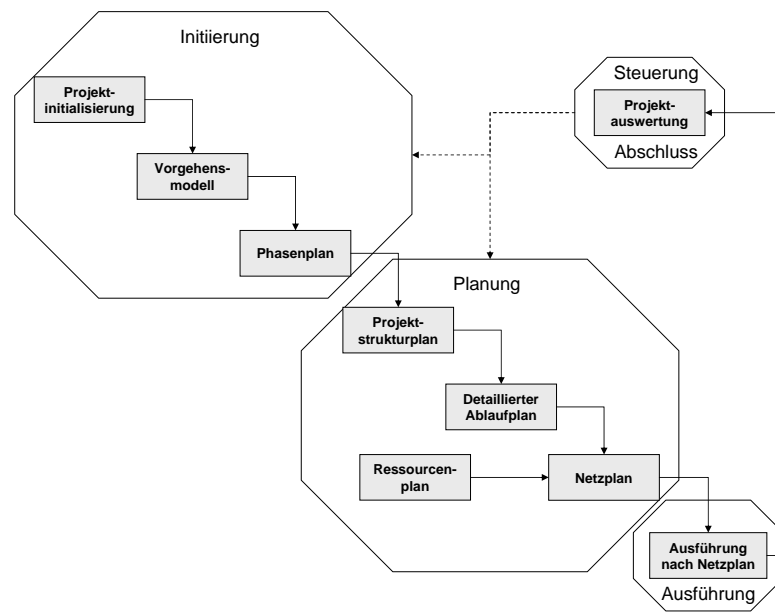 Initiierung
Projekt-
initialisierung
Vorgehens-
modell
Phasenplan
Steuerung
Projekt-
auswertung
Abschluss
Planung
Projekt-
strukturplan
Detaillierter
Ablaufplan
Ressourcen-
plan
Netzplan
Ausführung
nach Netzplan
Ausführung